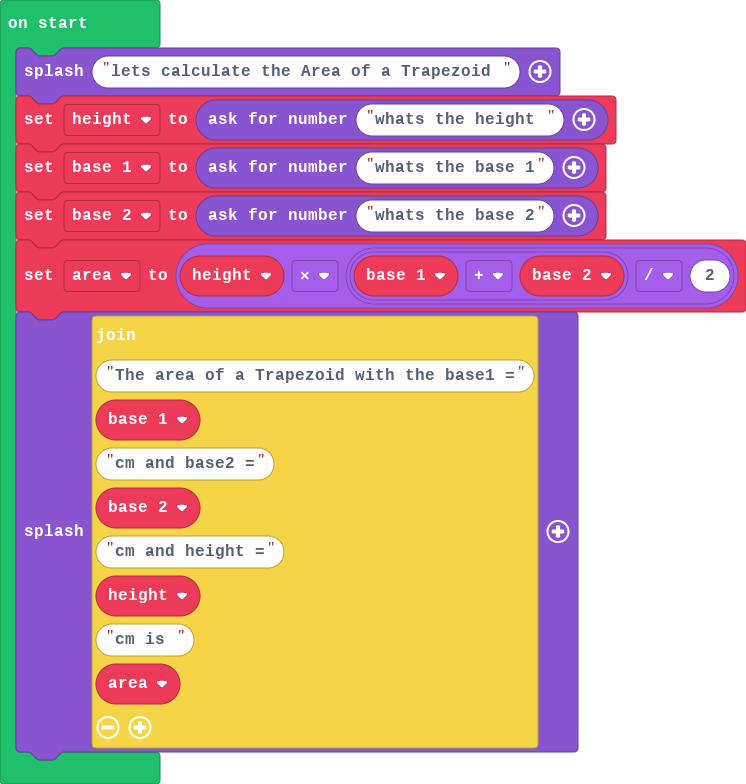 on start
splash "lets calculate the Area of a Trapezoid "
set height to ask for number "whats the height "
set base 1 to ask for number "whats the base 1"
set base 2 to ask for number "whats the base 2"
set area to height × base 1 + base 2 / 2
join
"The area of a Trapezoid with the base1 ="
base 1
"cm and base2 ="
base 2
splash
"cm and height ="
height
"cm is "
area